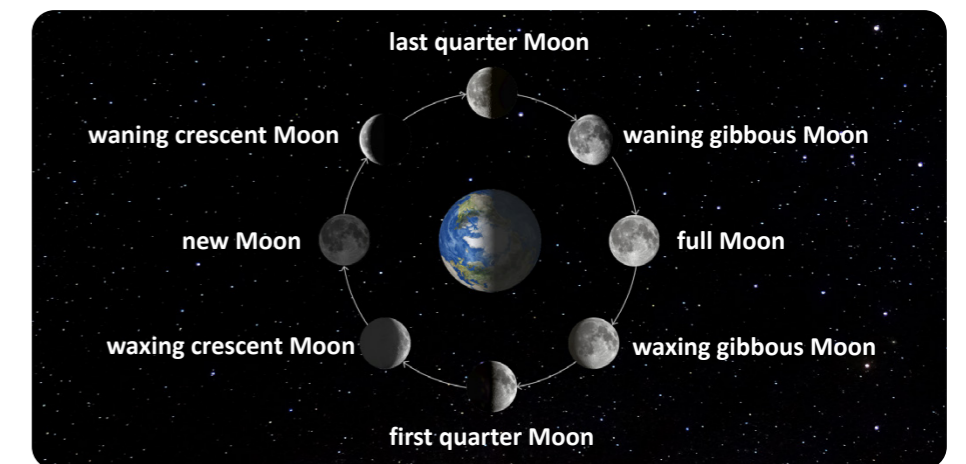 last quarter Moon
waning crescent Moon
waning gibbous Moon
new Moon
full Moon
waxing crescent Moon
waxing gibbous Moon
first quarter Moon